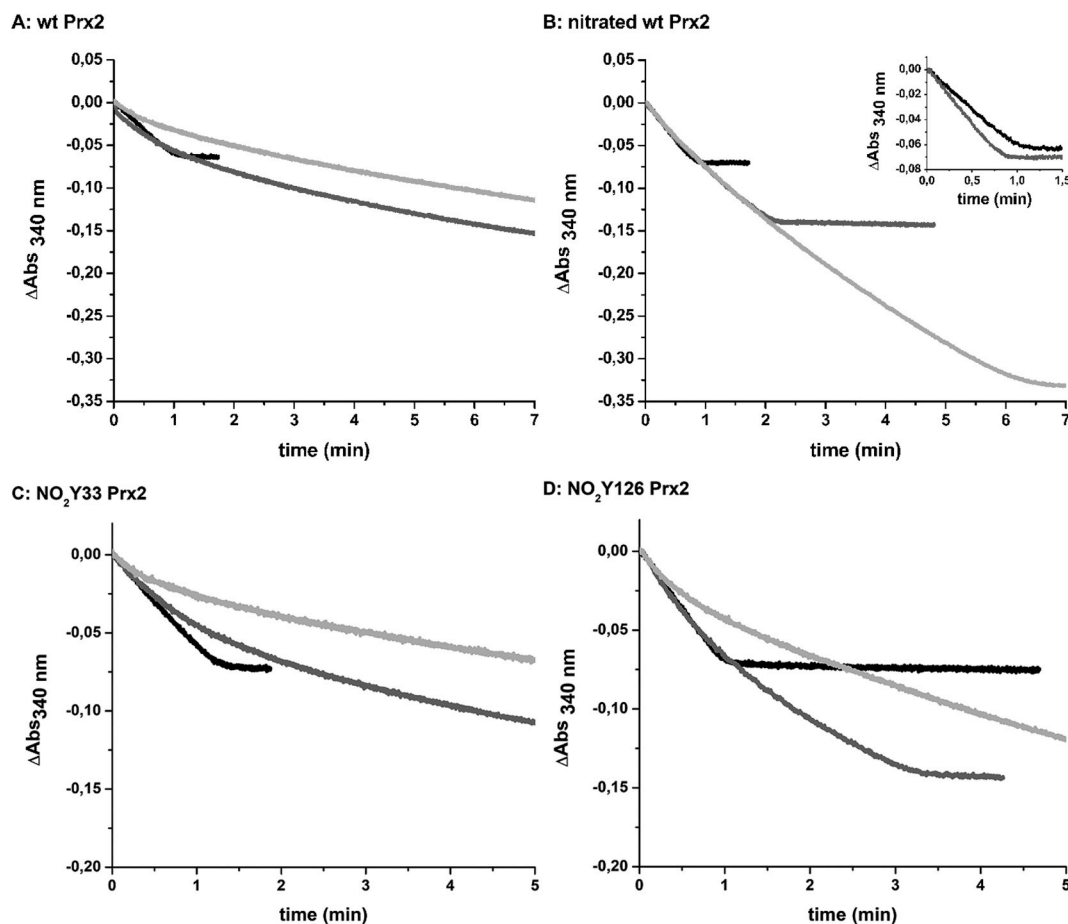 A: wt Prx2
0,05
0,00
-0,05
-0,10
-0,15
-0,20
-0,25
-0,30
-0,35
ΔAbs 340 nm
0 1 2 3 4 5 6 7
time (min)
B: nitrated wt Prx2
0,05
0,00
-0,05
-0,10
-0,15
-0,20
-0,25
-0,30
-0,35
ΔAbs 340 nm
0 1 2 3 4 5 6 7
time (min)
0,00
-0,02
-0,04
-0,06
-0,08
ΔAbs 340 nm
0,0 0,5 1,0 1,5
time (min)
C: NO2Y33 Prx2
0,00
-0,05
-0,10
-0,15
-0,20
ΔAbs340 nm
0 1 2 3 4 5
time (min)
D: NO2Y126 Prx2
0,00
-0,05
-0,10
-0,15
-0,20
ΔAbs 340 nm
0 1 2 3 4 5
time (min)